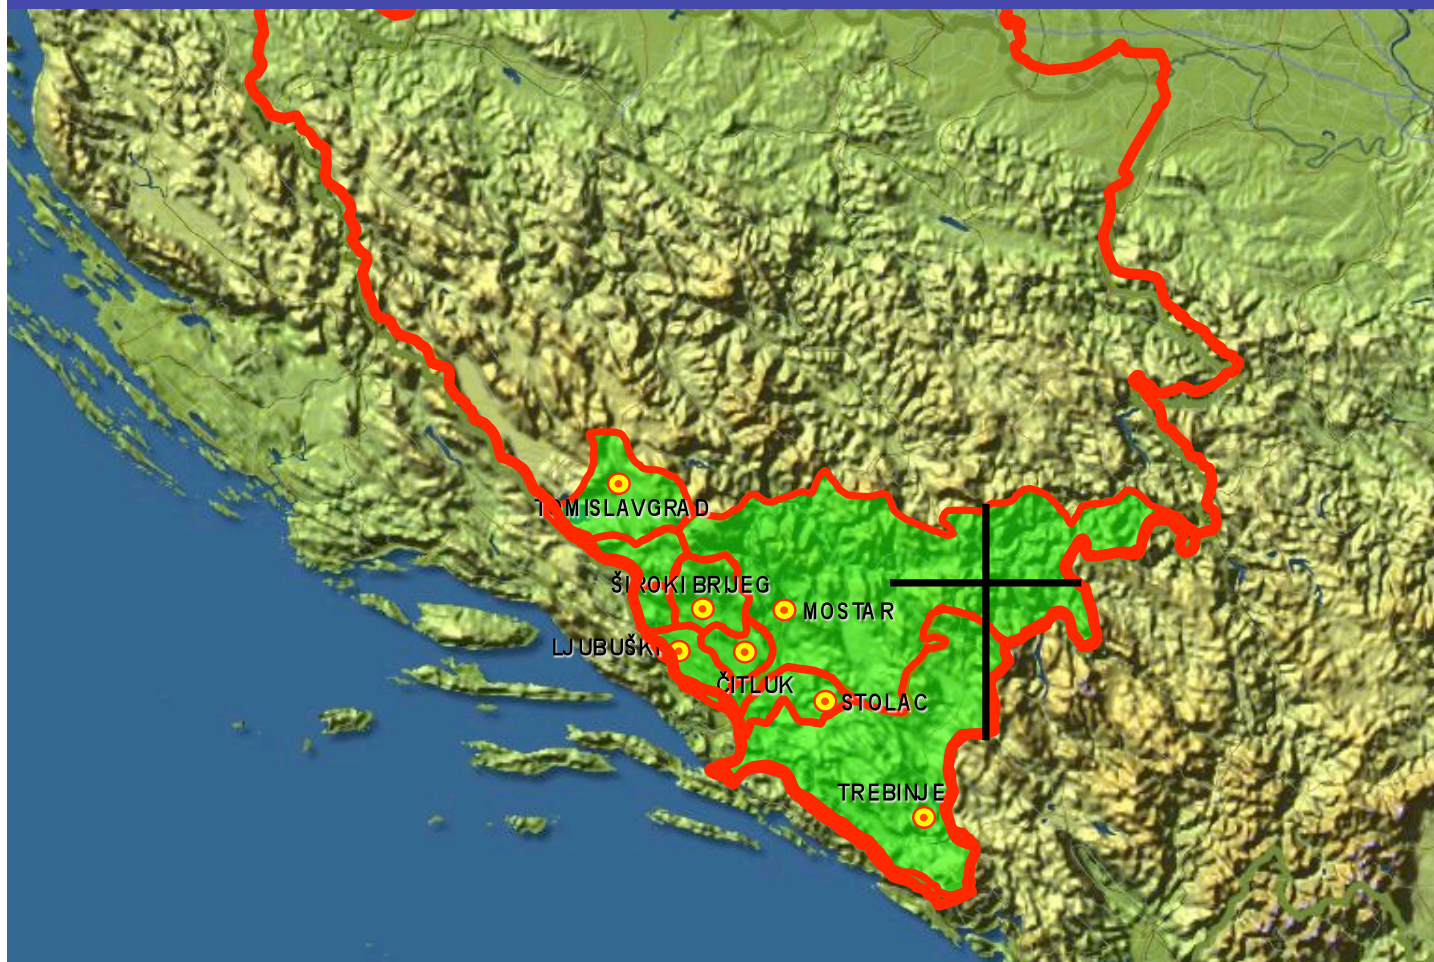 TOMISLAVGRAD
ŠIROKI BRIJEG
MOSTAR
LJUBUŠKI
ČITLUK
STOLAC
TREBINJE